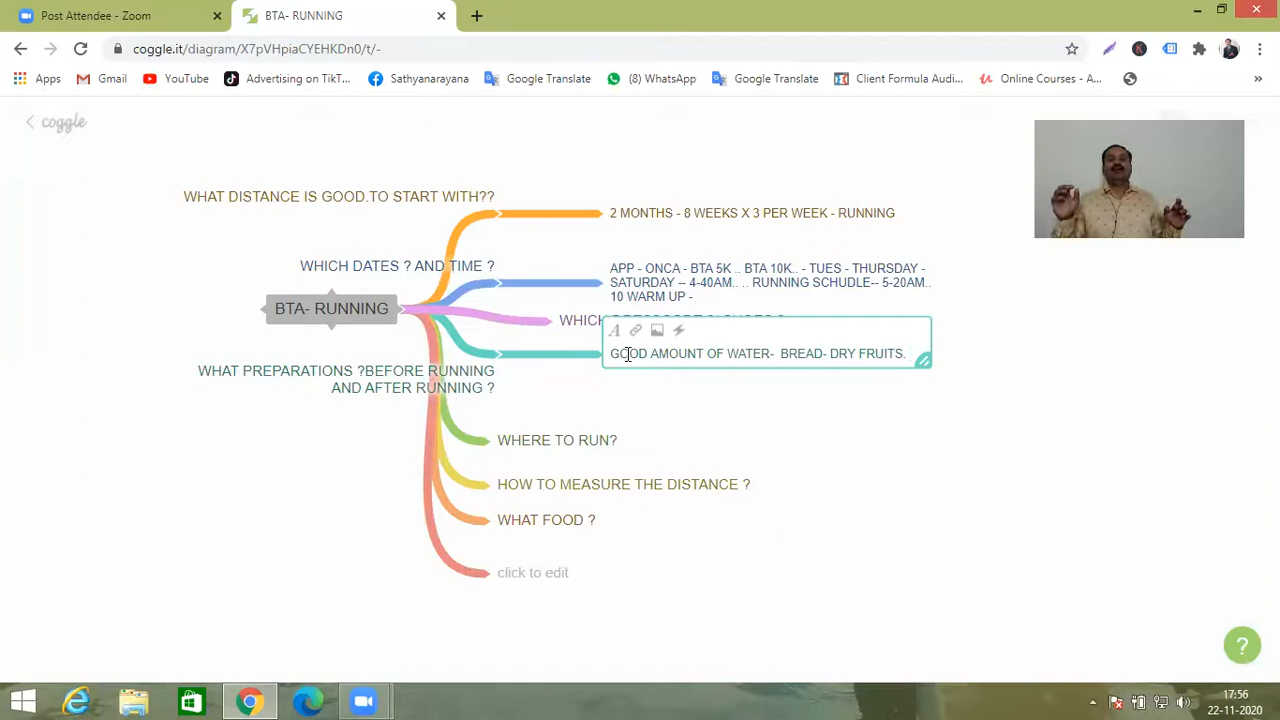 Post Attendee - Zoom
BTA- RUNNING
coggle.it/diagram/X7pVHpiaCYEHKDn0/t/-
Apps
Gmail
YouTube
Advertising on TikT...
Sathyanarayana
Google Translate
(8) WhatsApp
Google Translate
Client Formula Audi...
Online Courses - A...
»
coggle
WHAT DISTANCE IS GOOD.TO START WITH??
2 MONTHS - 8 WEEKS X 3 PER WEEK - RUNNING
WHICH DATES ? AND TIME ?
APP - ONCA - BTA 5K .. BTA 10K.. - TUES - THURSDAY -
SATURDAY -- 4-40AM.. .. RUNNING SCHUDLE-- 5-20AM..
10 WARM UP -
BTA- RUNNING
WHICH
GOOD AMOUNT OF WATER- BREAD- DRY FRUITS.
WHAT PREPARATIONS ?BEFORE RUNNING
AND AFTER RUNNING ?
WHERE TO RUN?
HOW TO MEASURE THE DISTANCE ?
WHAT FOOD ?
click to edit
?
17:56
22-11-2020